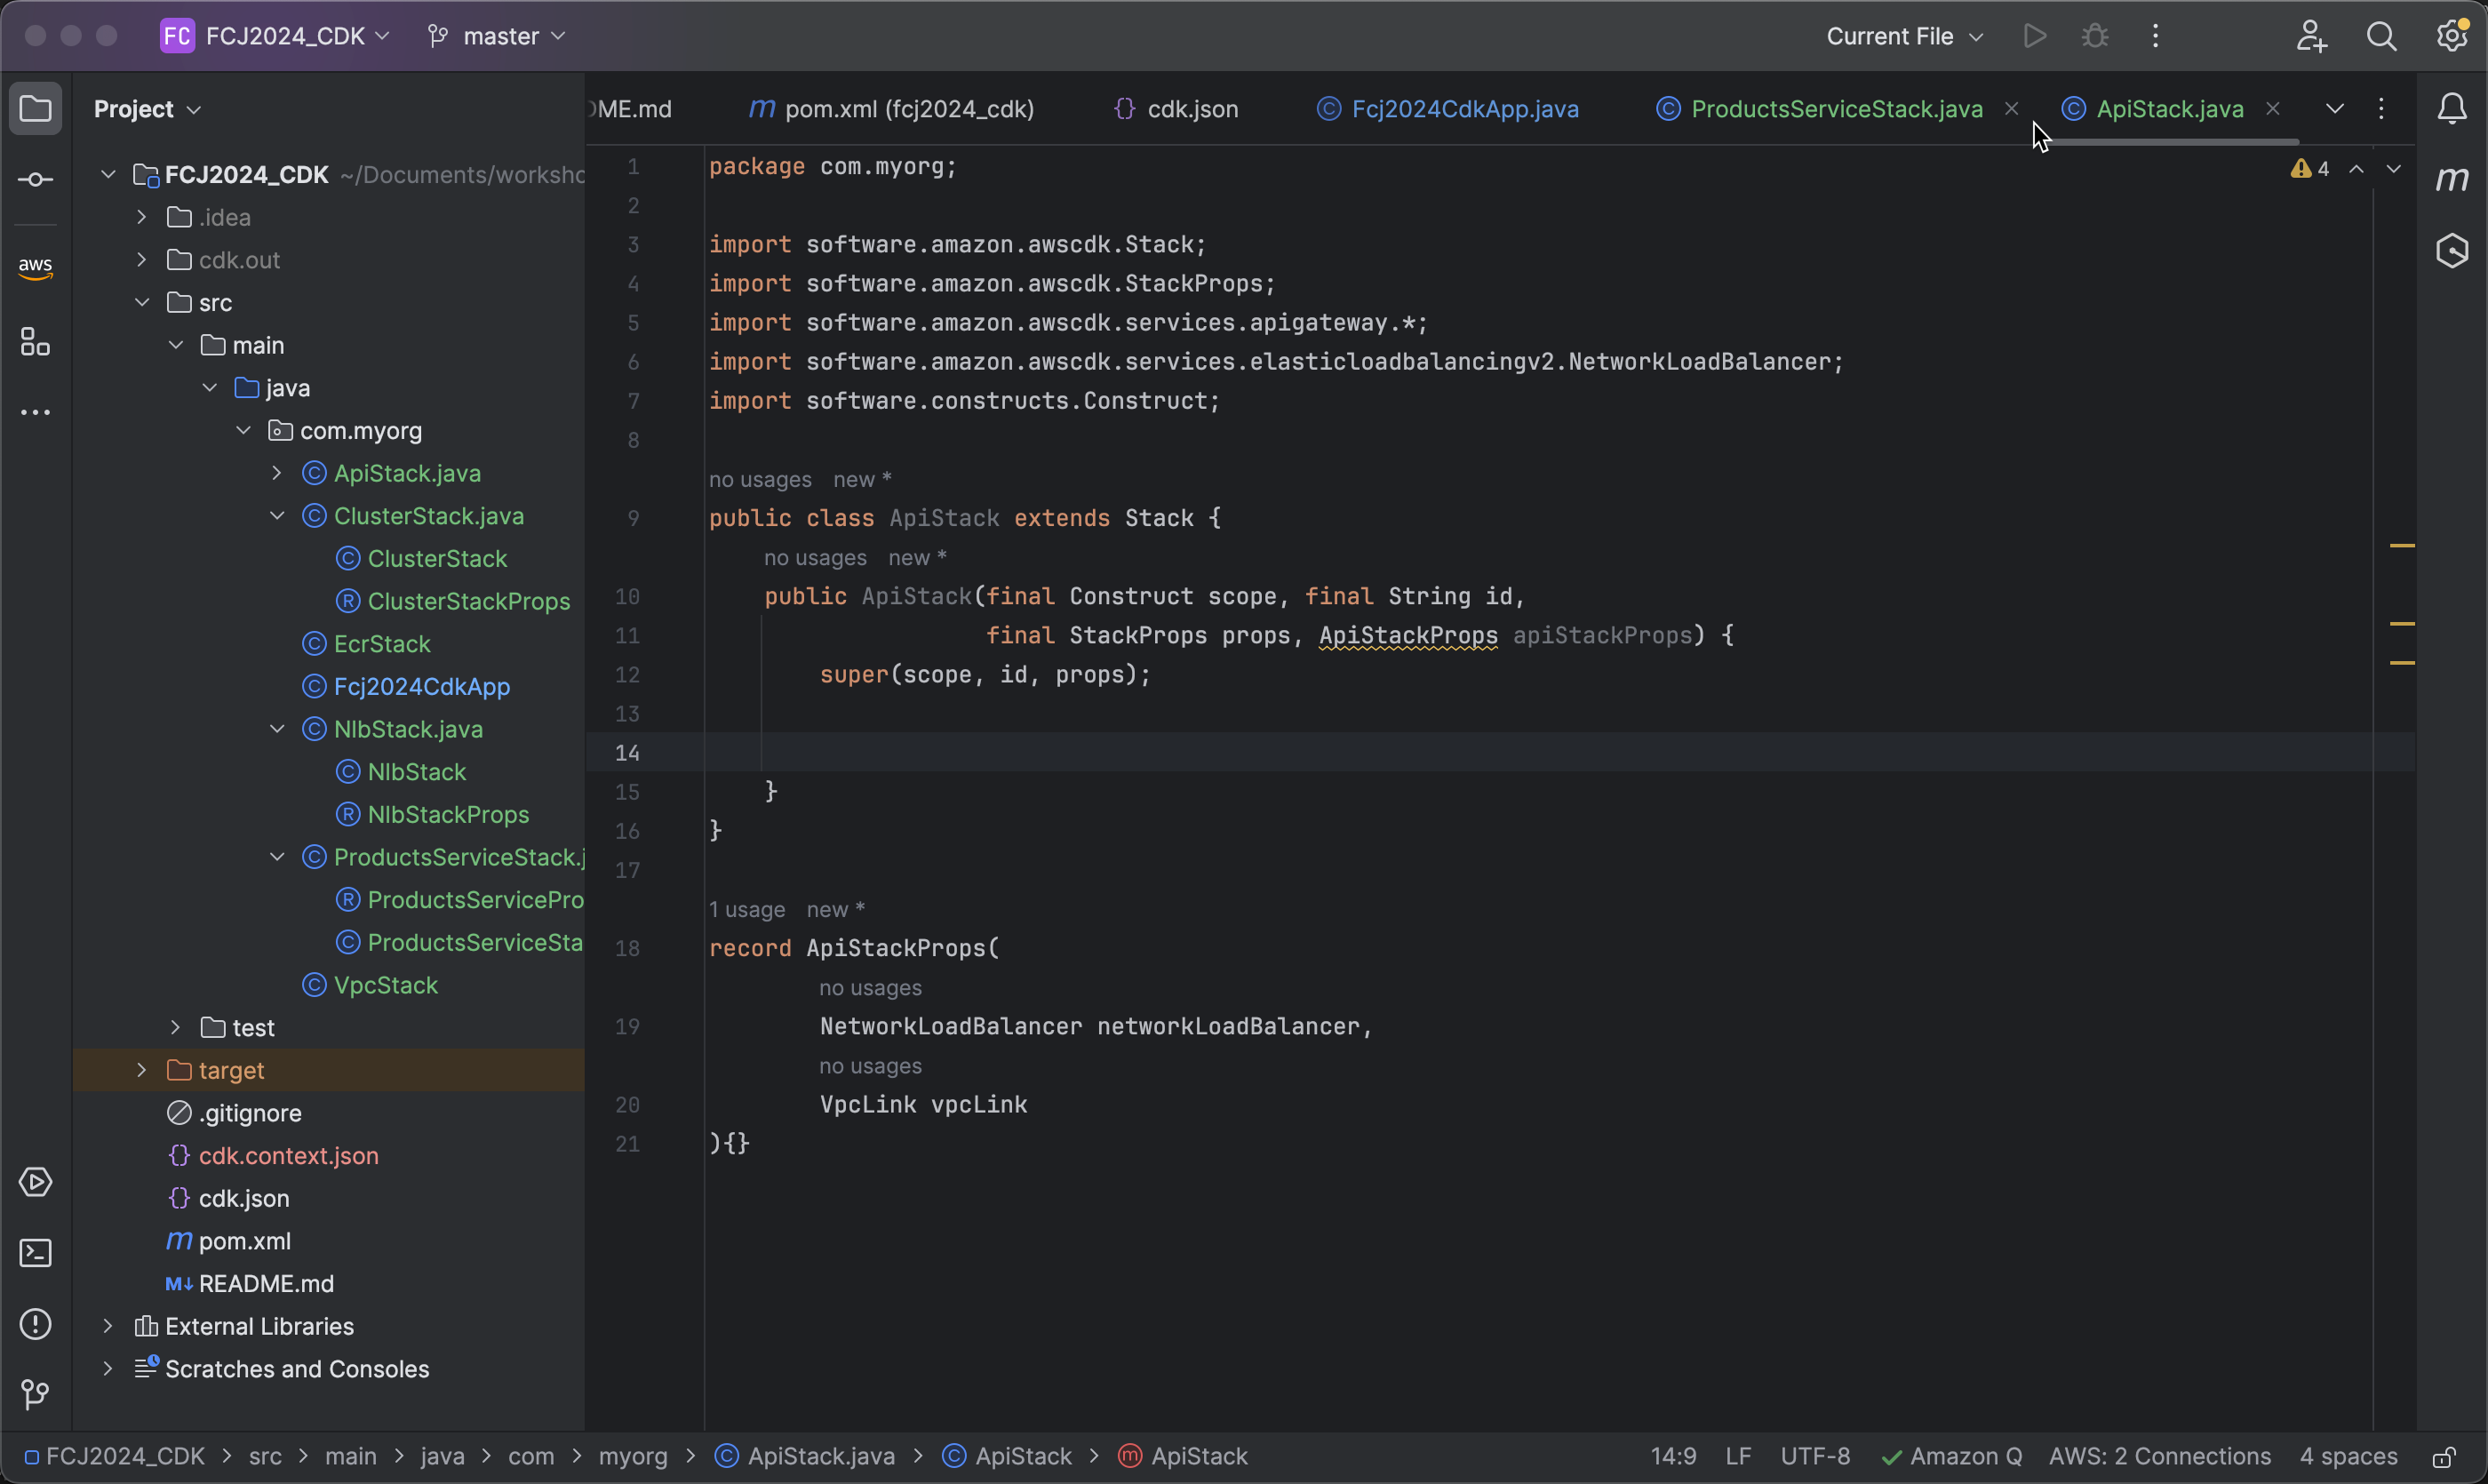 FC FCJ2024_CDK master Current File
Project
ME.md m pom.xml (fcj2024_cdk) {} cdk.json C Fcj2024CdkApp.java C ProductsServiceStack.java C ApiStack.java
aws
FCJ2024_CDK ~/Documents/worksho
.idea
cdk.out
src
main
java
com.myorg
C ApiStack.java
C ClusterStack.java
C ClusterStack
R ClusterStackProps
C EcrStack
C Fcj2024CdkApp
C NlbStack.java
C NlbStack
R NlbStackProps
C ProductsServiceStack.j
R ProductsServicePro
C ProductsServiceSta
C VpcStack
test
target
.gitignore
{} cdk.context.json
{} cdk.json
m pom.xml
M↓ README.md
External Libraries
Scratches and Consoles
4
m
1 package com.myorg;
2
3 import software.amazon.awscdk.Stack;
4 import software.amazon.awscdk.StackProps;
5 import software.amazon.awscdk.services.apigateway.*;
6 import software.amazon.awscdk.services.elasticloadbalancingv2.NetworkLoadBalancer;
7 import software.constructs.Construct;
8
no usages new *
9 public class ApiStack extends Stack {
no usages new *
10 public ApiStack(final Construct scope, final String id,
11 final StackProps props, ApiStackProps apiStackProps) {
12 super(scope, id, props);
13
14
15 }
16 }
17
1 usage new *
18 record ApiStackProps(
no usages
19 NetworkLoadBalancer networkLoadBalancer,
no usages
20 VpcLink vpcLink
21 ){}
FCJ2024_CDK > src > main > java > com > myorg > C ApiStack.java > C ApiStack > m ApiStack
14:9 LF UTF-8 Amazon Q AWS: 2 Connections 4 spaces